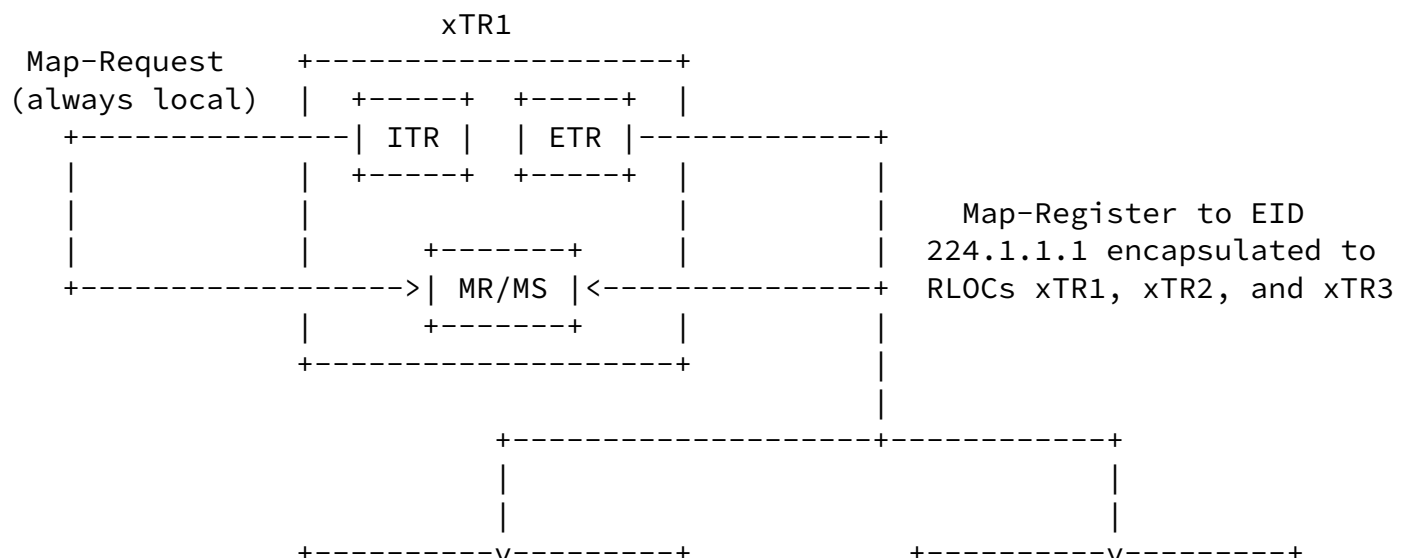 xTR1
Map-Request
(always local)
ITR ETR
Map-Register to EID
224.1.1.1 encapsulated to
MR/MS RLOCs xTR1, xTR2, and xTR3
v v